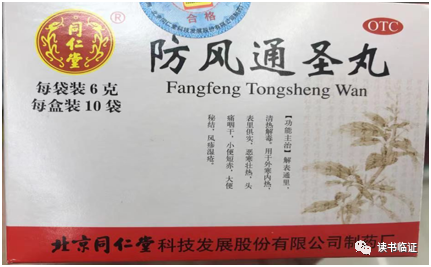 合格
同仁堂
®
OTC
防风通圣丸
Fangfeng Tongsheng Wan
每袋装6克
每盒装10袋
【功能主治】解表通里，
清热解毒。用于外寒内热，
表里俱实，恶寒壮热，头
痛咽干，小便短赤，大便
秘结，风疹湿疮。
北京同仁堂科技发展股份有限公司制药厂
读书临证